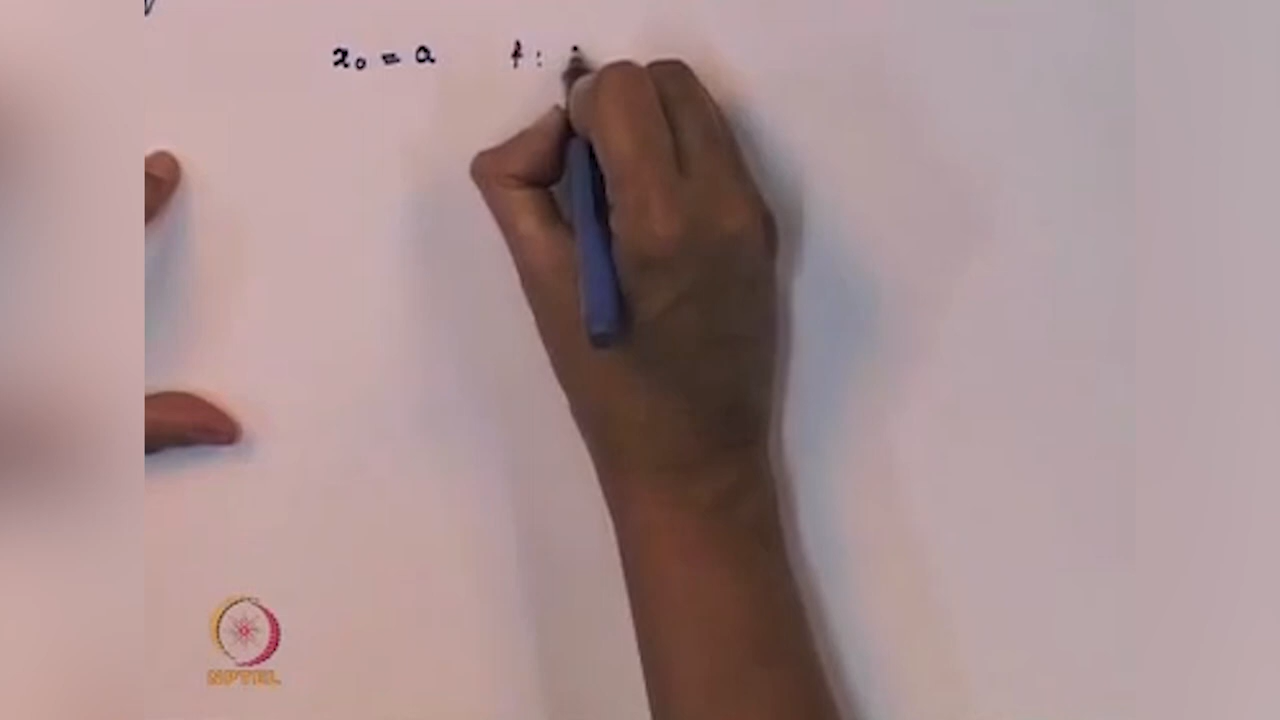 x₀ = a f :
NPTEL